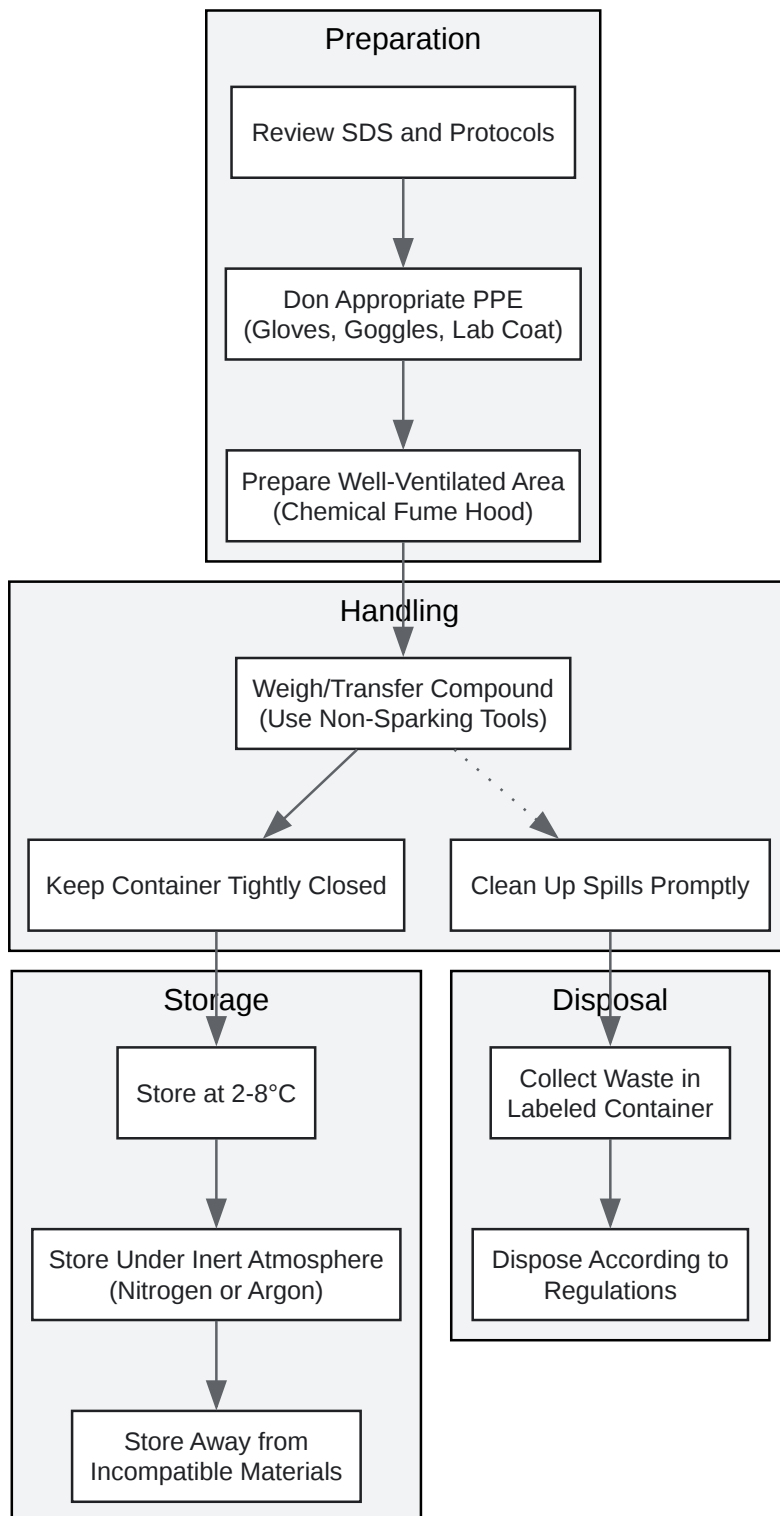 Preparation
Review SDS and Protocols
Don Appropriate PPE
(Gloves, Goggles, Lab Coat)
Prepare Well-Ventilated Area
(Chemical Fume Hood)
Handling
Weigh/Transfer Compound
(Use Non-Sparking Tools)
Keep Container Tightly Closed
Clean Up Spills Promptly
Storage
Store at 2-8°C
Store Under Inert Atmosphere
(Nitrogen or Argon)
Store Away from
Incompatible Materials
Disposal
Collect Waste in
Labeled Container
Dispose According to
Regulations